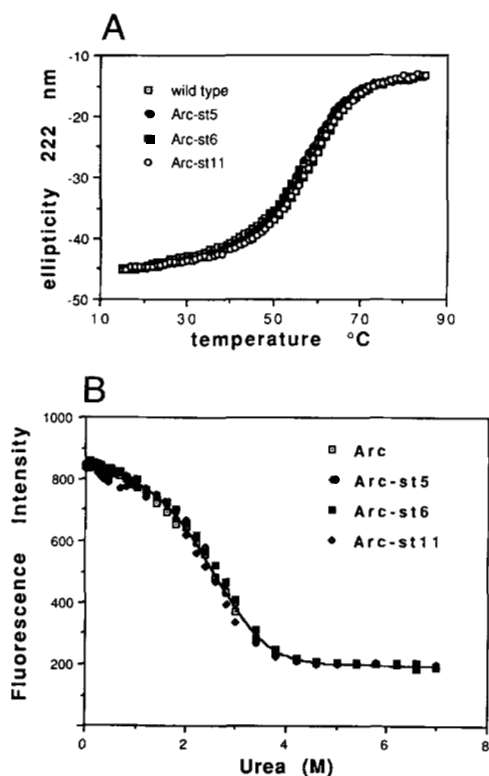 A
-10
-20
-30
-40
-50
ellipticity 222 nm
wild type
Arc-st5
Arc-st6
Arc-st11
10 30 50 70 90
temperature °C
B
1000
800
600
400
200
Fluorescence Intensity
Arc
Arc-st5
Arc-st6
Arc-st11
0 2 4 6 8
Urea (M)